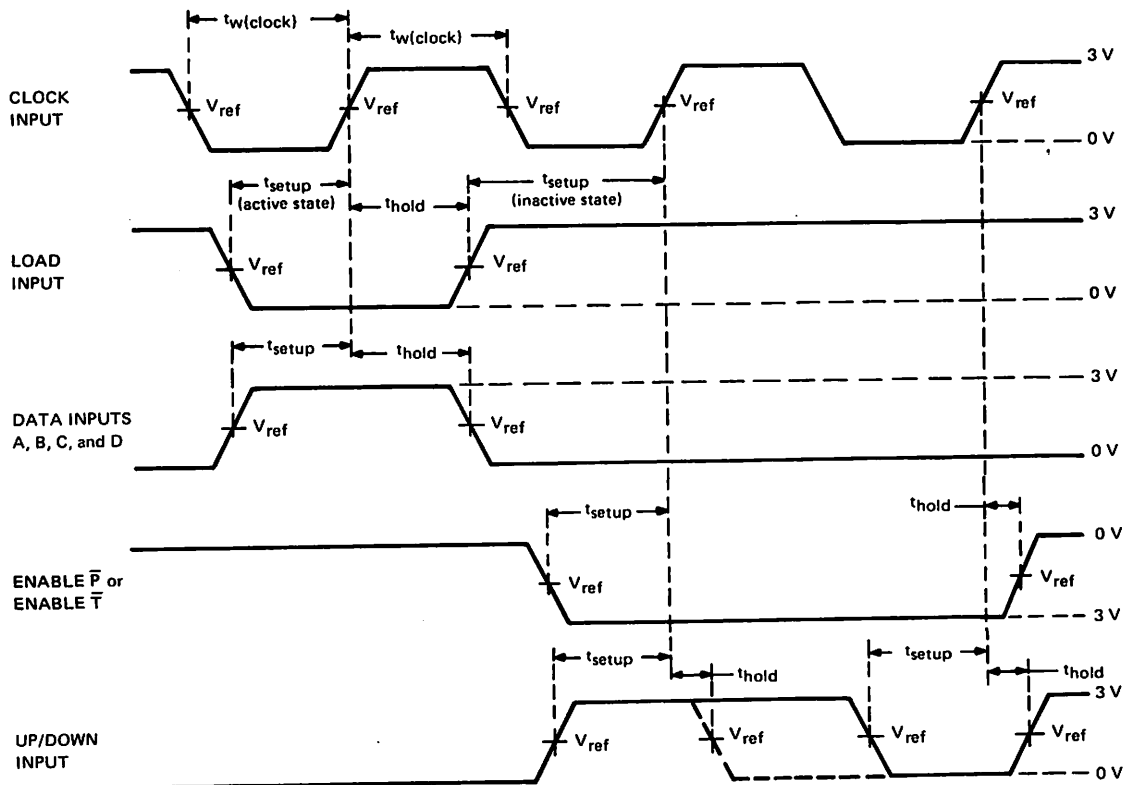 tw(clock)
tw(clock)
3 V
CLOCK
INPUT
Vref
Vref
Vref
Vref
Vref
0 V
tsetup
(active state)
thold
tsetup
(inactive state)
3 V
LOAD
INPUT
Vref
Vref
0 V
tsetup
thold
3 V
DATA INPUTS
A, B, C, and D
Vref
Vref
0 V
tsetup
thold
0 V
ENABLE P̅ or
ENABLE T̅
Vref
Vref
3 V
tsetup
thold
tsetup
thold
3 V
UP/DOWN
INPUT
Vref
Vref
Vref
Vref
0 V